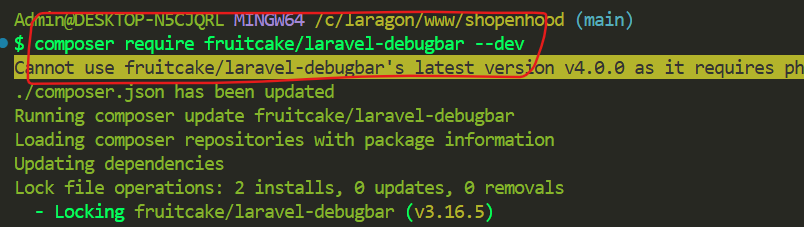 Admin@DESKTOP-N5CJQRL MINGW64 /c/laragon/www/shopenhood (main)
$ composer require fruitcake/laravel-debugbar --dev
Cannot use fruitcake/laravel-debugbar's latest version v4.0.0 as it requires ph
./composer.json has been updated
Running composer update fruitcake/laravel-debugbar
Loading composer repositories with package information
Updating dependencies
Lock file operations: 2 installs, 0 updates, 0 removals
- Locking fruitcake/laravel-debugbar (v3.16.5)